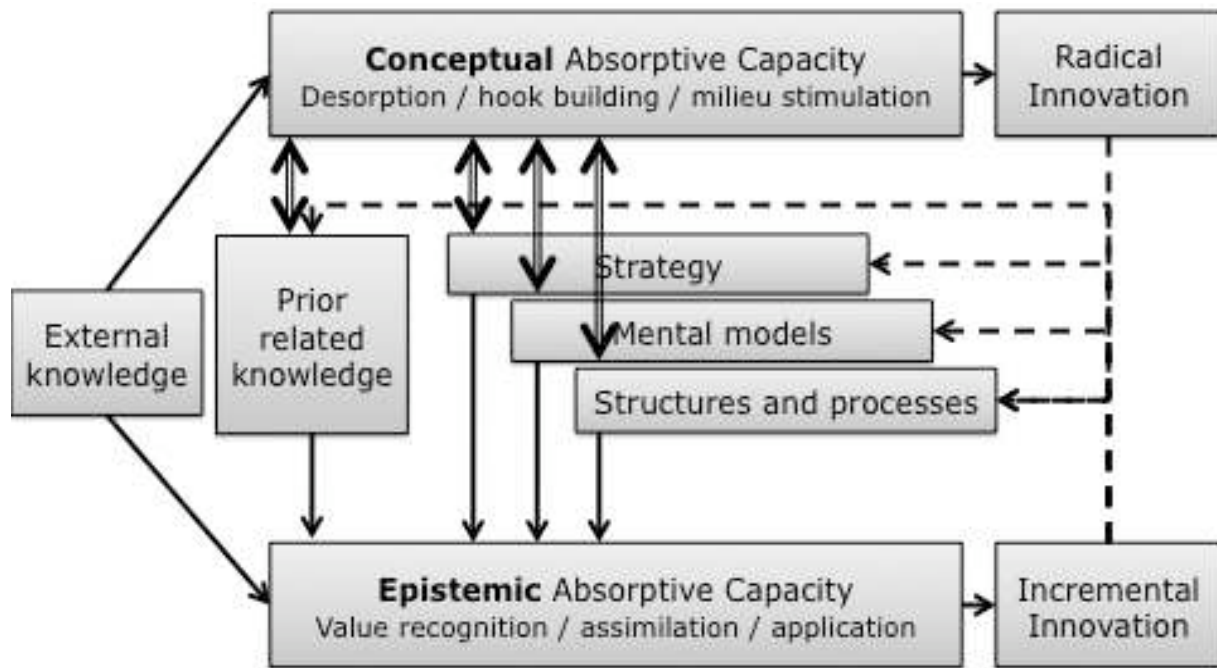 Conceptual Absorptive Capacity
Desorption / hook building / milieu stimulation
Radical
Innovation
External
knowledge
Prior
related
knowledge
Strategy
Mental models
Structures and processes
Epistemic Absorptive Capacity
Value recognition / assimilation / application
Incremental
Innovation